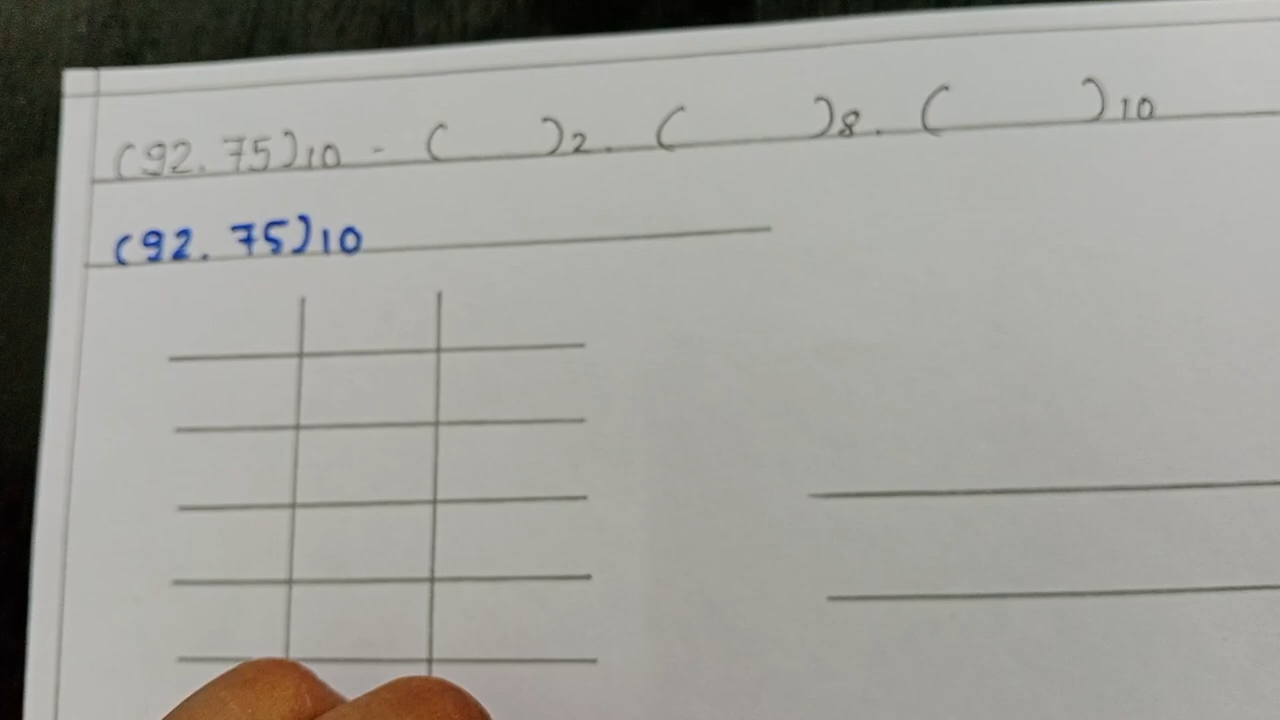 (92.75)10 - (      )2. (      )8. (      )10
(92.75)10